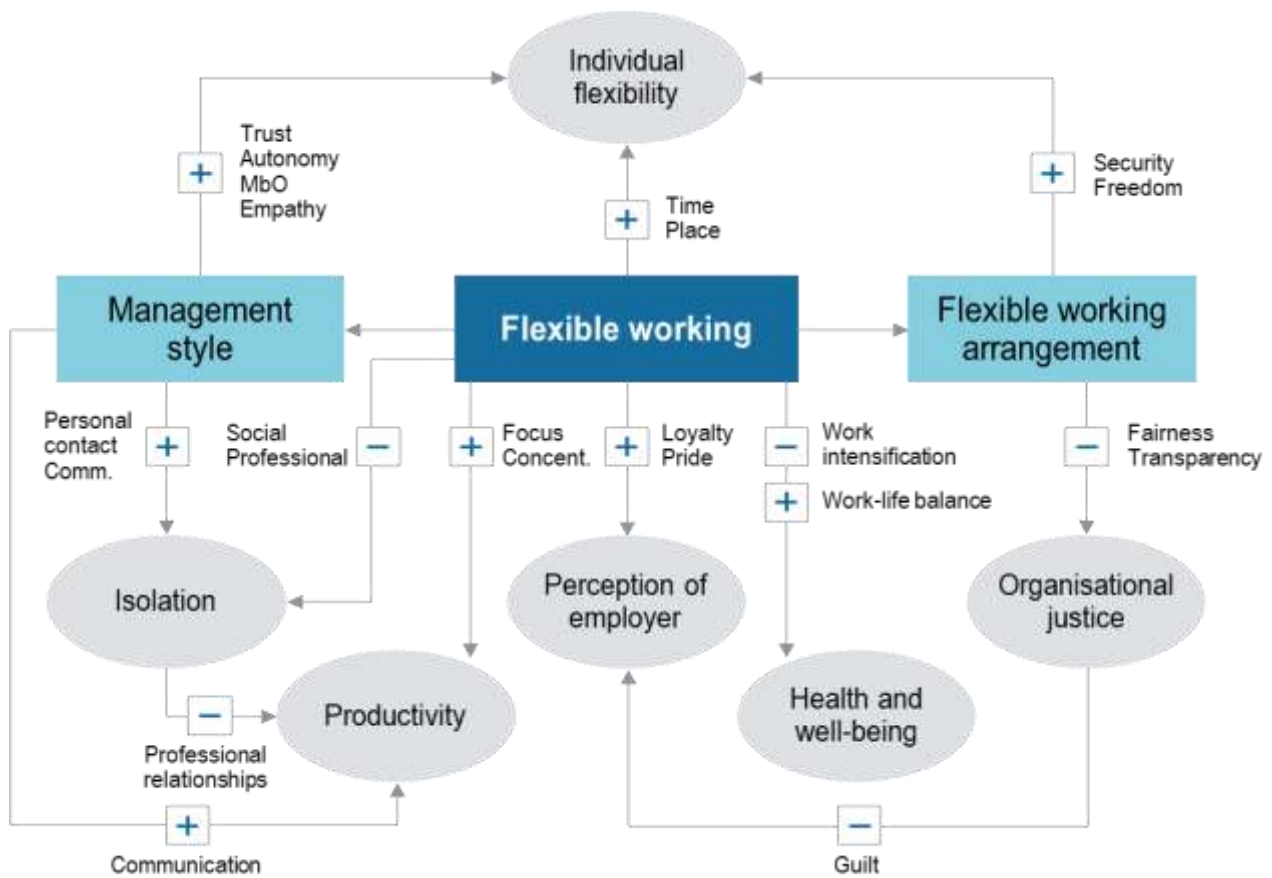 Individual
flexibility
Trust
Autonomy
MbO
Empathy
+
+
Time
Place
+
Security
Freedom
Management
style
Flexible working
Flexible working
arrangement
Personal
contact
Comm.
+
Social
Professional
−
+
Focus
Concent.
+
Loyalty
Pride
−
Work
intensification
+
Work-life balance
−
Fairness
Transparency
Isolation
Perception of
employer
Organisational
justice
Productivity
Health and
well-being
−
Professional
relationships
+
Communication
−
Guilt